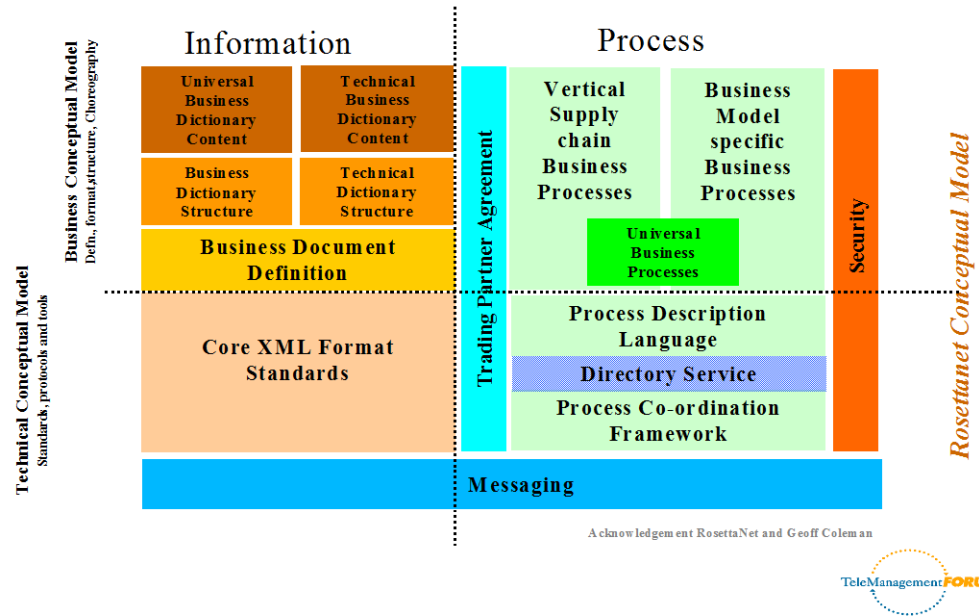 Information
Process
Business Conceptual Model
Defn., format,structure, Choreography
Universal
Business
Dictionary
Content
Technical
Business
Dictionary
Content
Business
Dictionary
Structure
Technical
Dictionary
Structure
Business Document
Definition
Trading Partner Agreement
Vertical
Supply
chain
Business
Processes
Business
Model
specific
Business
Processes
Universal
Business
Processes
Security
Rosettanet Conceptual Model
Technical Conceptual Model
Standards, protocols and tools
Core XML Format
Standards
Process Description
Language
Directory Service
Process Co-ordination
Framework
Messaging
Acknowledgement RosettaNet and Geoff Coleman
TeleManagement